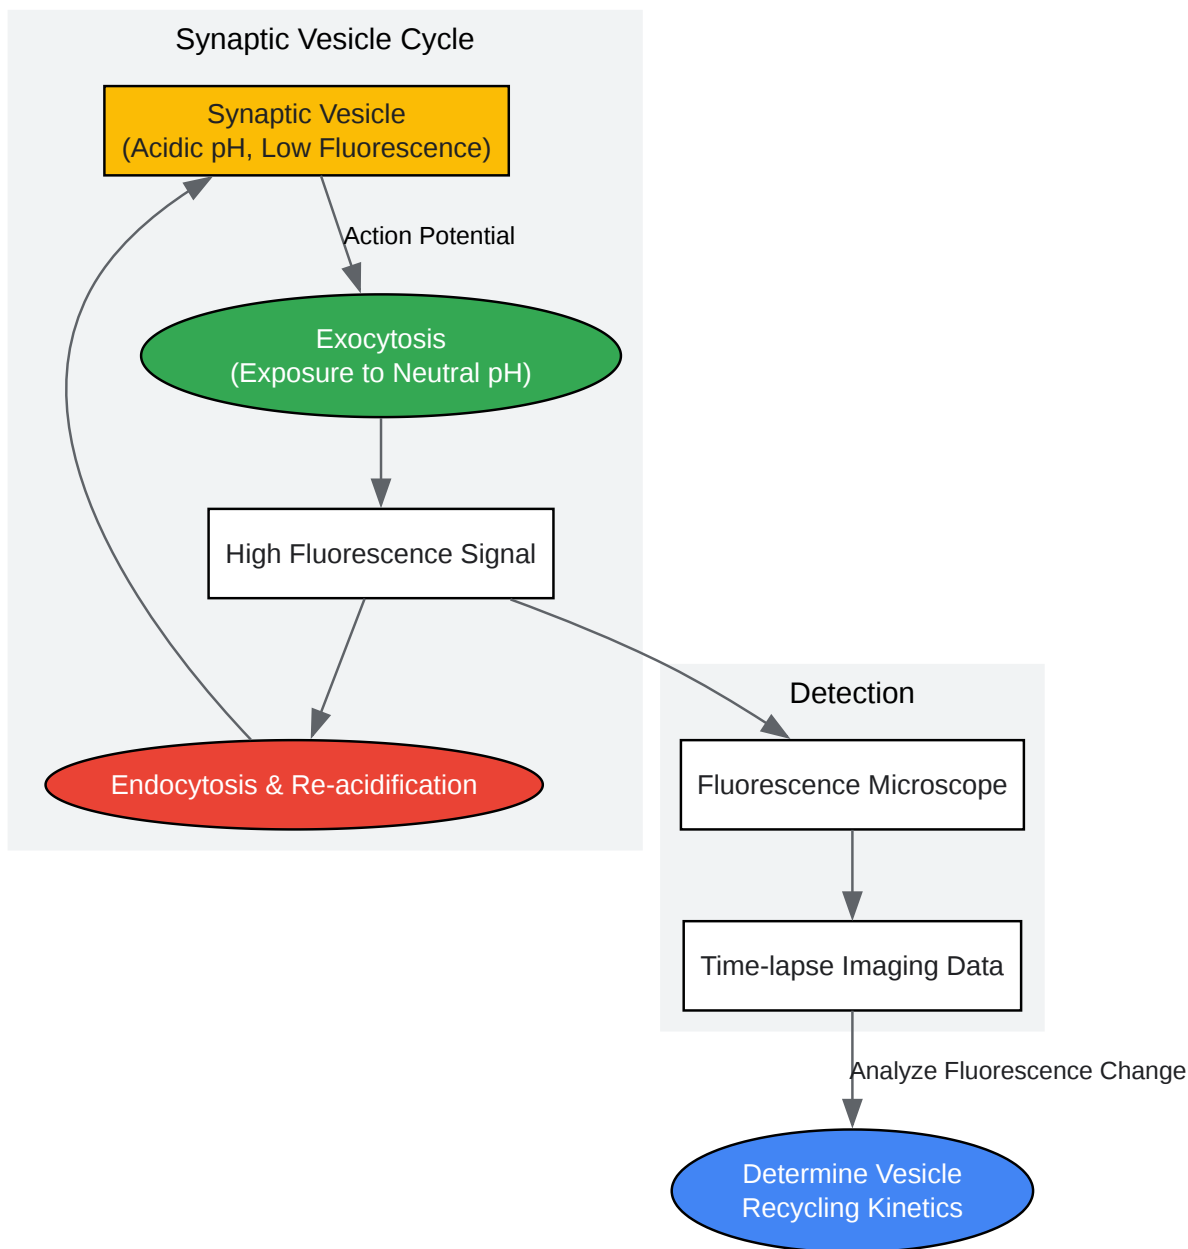 Synaptic Vesicle Cycle
Synaptic Vesicle
(Acidic pH, Low Fluorescence)
Action Potential
Exocytosis
(Exposure to Neutral pH)
High Fluorescence Signal
Endocytosis & Re-acidification
Detection
Fluorescence Microscope
Time-lapse Imaging Data
Analyze Fluorescence Change
Determine Vesicle
Recycling Kinetics